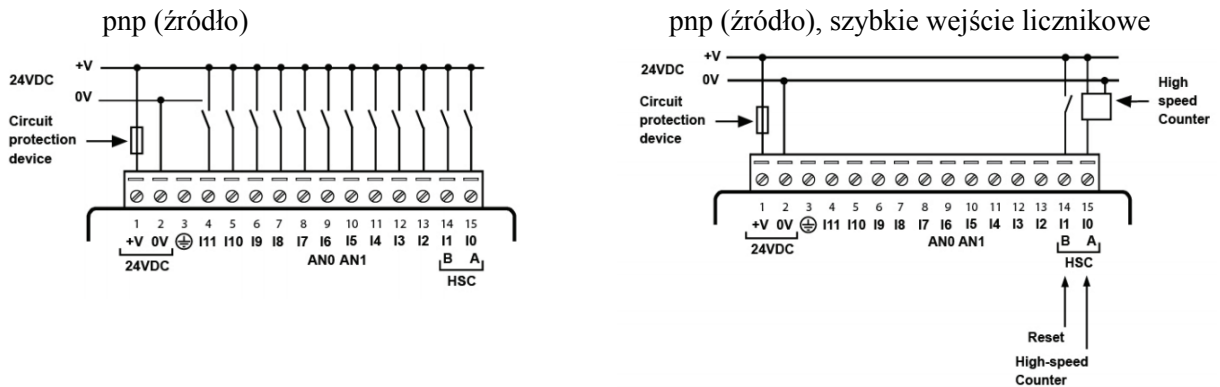 pnp (źródło)
+V
24VDC
0V
Circuit
protection
device
1 2 3 4 5 6 7 8 9 10 11 12 13 14 15
+V 0V I11 I10 I9 I8 I7 I6 I5 I4 I3 I2 I1 I0
24VDC
AN0 AN1
B A
HSC
pnp (źródło), szybkie wejście licznikowe
+V
24VDC
0V
High
speed
Counter
Circuit
protection
device
1 2 3 4 5 6 7 8 9 10 11 12 13 14 15
+V 0V I11 I10 I9 I8 I7 I6 I5 I4 I3 I2 I1 I0
24VDC
AN0 AN1
B A
HSC
Reset
High-speed
Counter